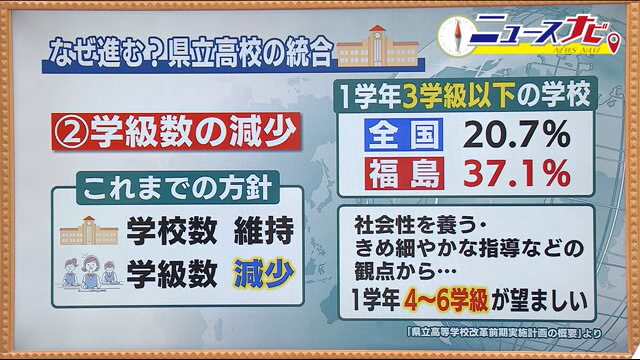 なぜ進む?県立高校の統合
ニュースナビ
NEWS NAVI
②学級数の減少
これまでの方針
学校数 維持
学級数 減少
1学年3学級以下の学校
全国 20.7%
福島 37.1%
社会性を養う・
きめ細やかな指導などの
観点から…
1学年4～6学級が望ましい
「県立高等学校改革前期実施計画の概要」より